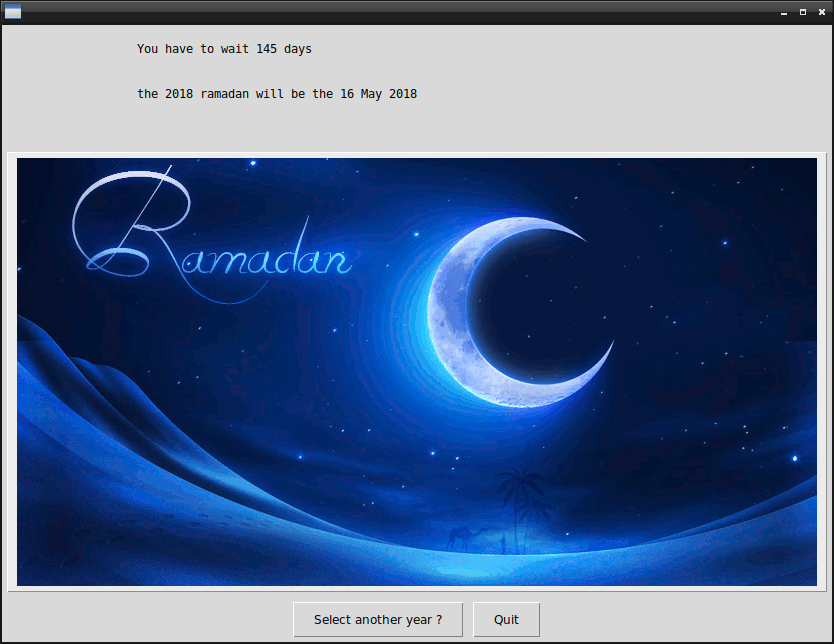 You have to wait 145 days
the 2018 ramadan will be the 16 May 2018
Ramadan
Select another year ?
Quit